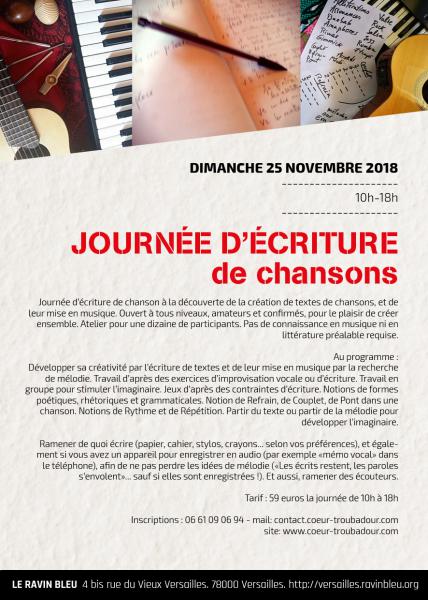 DIMANCHE 25 NOVEMBRE 2018
10h-18h
JOURNÉE D'ÉCRITURE
de chansons
Journée d'écriture de chanson à la découverte de la création de textes de chansons, et de
leur mise en musique. Ouvert à tous niveaux, amateurs et confirmés, pour le plaisir de créer
ensemble. Atelier pour une dizaine de participants. Pas de connaissance en musique ni en
littérature préalable requise.
Au programme :
Développer sa créativité par l'écriture de textes et de leur mise en musique par la recherche
de mélodie. Travail d'après des exercices d'improvisation vocale ou d'écriture. Travail en
groupe pour stimuler l'imaginaire. Jeux d'après des contraintes d'écriture. Notions de formes
poétiques, rhétoriques et grammaticales. Notion de Refrain, de Couplet, de Pont dans une
chanson. Notions de Rythme et de Répétition. Partir du texte ou partir de la mélodie pour
développer l'imaginaire.
Ramener de quoi écrire (papier, cahier, stylos, crayons... selon vos préférences), et égale-
ment si vous avez un appareil pour enregistrer en audio (par exemple «mémo vocal» dans
le téléphone), afin de ne pas perdre les idées de mélodie («Les écrits restent, les paroles
s'envolent»... sauf si elles sont enregistrées !). Et aussi, ramener des écouteurs.
Tarif : 59 euros la journée de 10h à 18h
Inscriptions : 06 61 09 06 94 - mail: contact.coeur-troubadour.com
site: www.coeur-troubadour.com
LE RAVIN BLEU 4 bis rue du Vieux Versailles. 78000 Versailles. http://versailles.ravinbleu.org